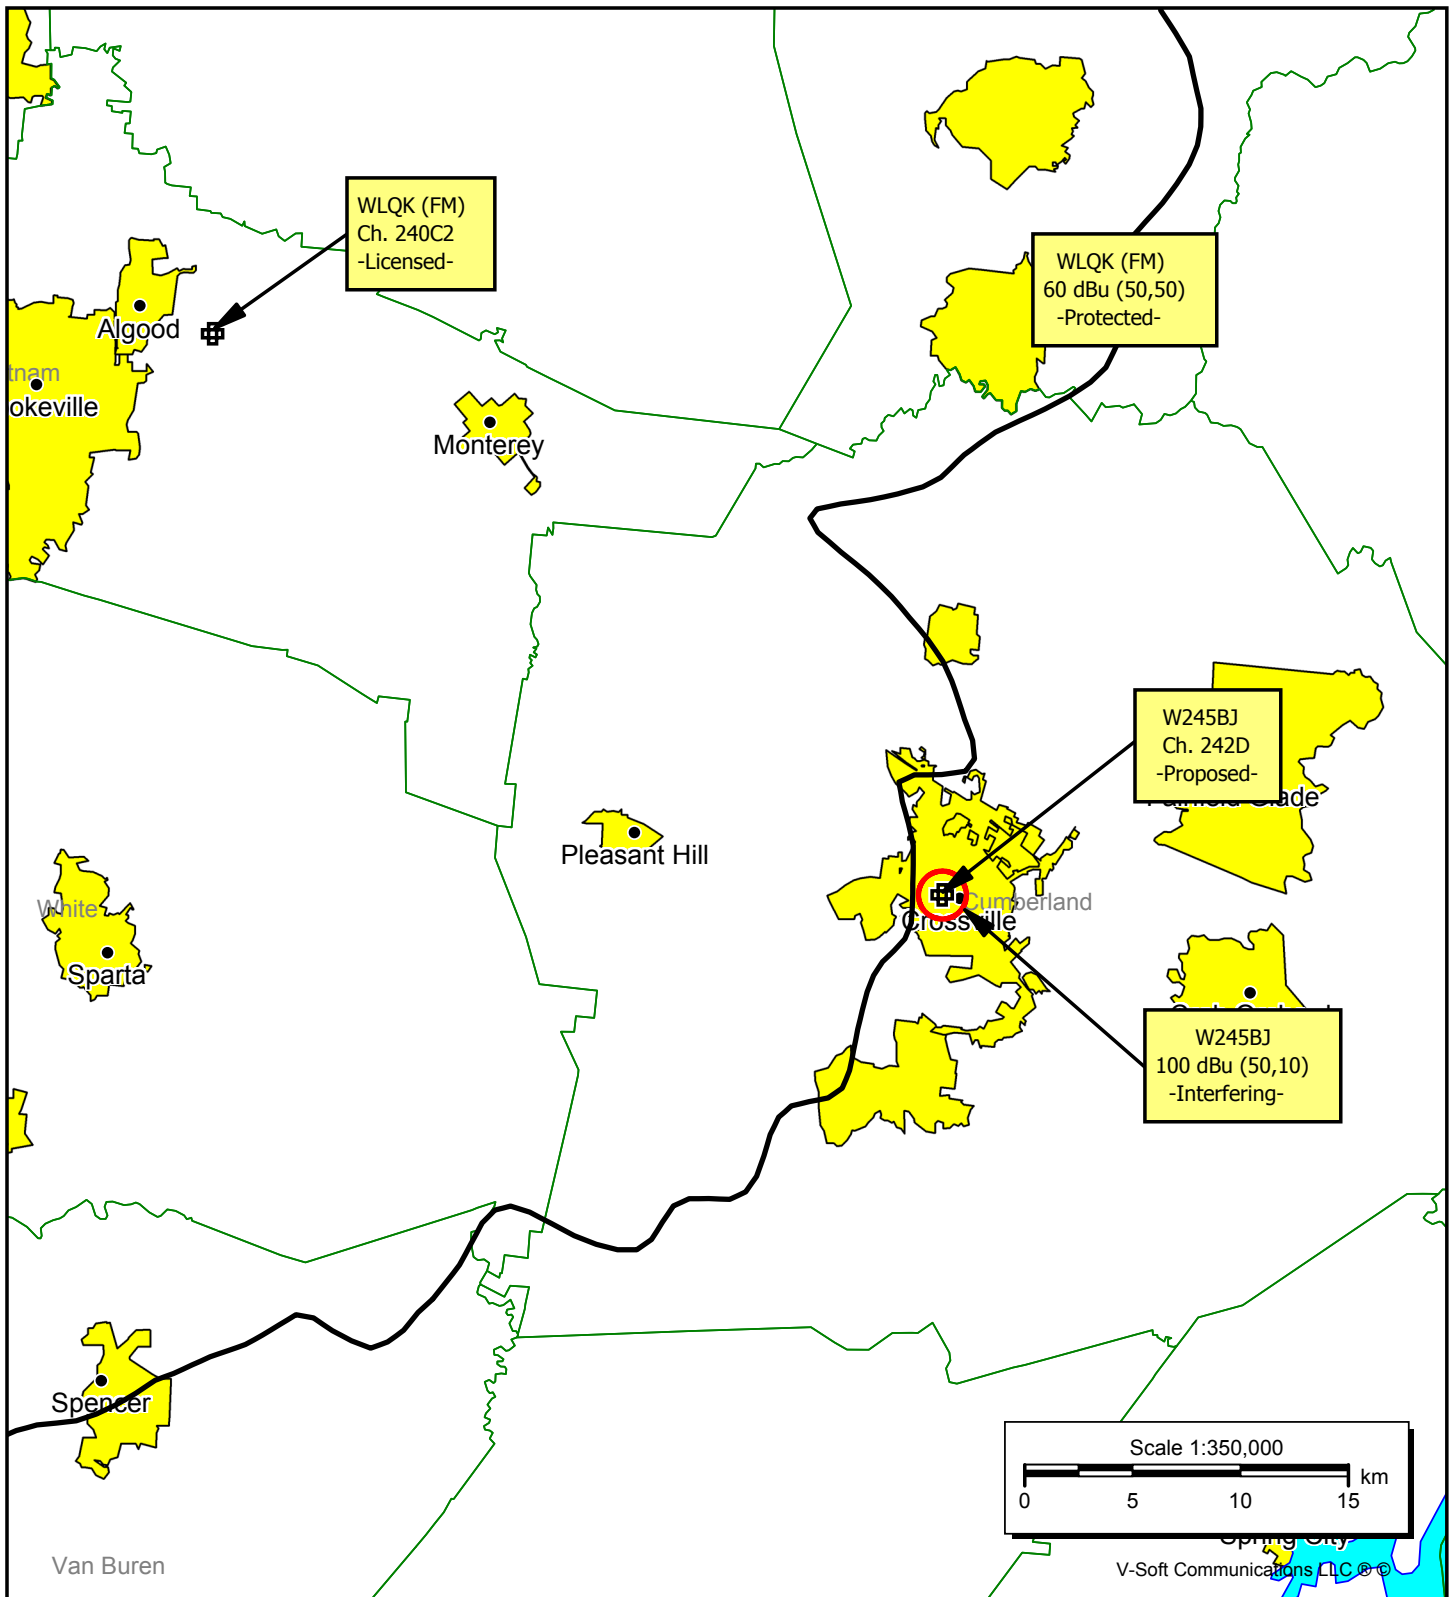 WLQK (FM)
Ch. 240C2
-Licensed-
WLQK (FM)
60 dBu (50,50)
-Protected-
Algood
tnam
okeville
Monterey
W245BJ
Ch. 242D
-Proposed-
Pleasant Hill
White
Cumberland
Crossville
Sparta
W245BJ
100 dBu (50,10)
-Interfering-
Spencer
Scale 1:350,000
km
0 5 10 15
Spring City
V-Soft Communications LLC ® ©
Van Buren